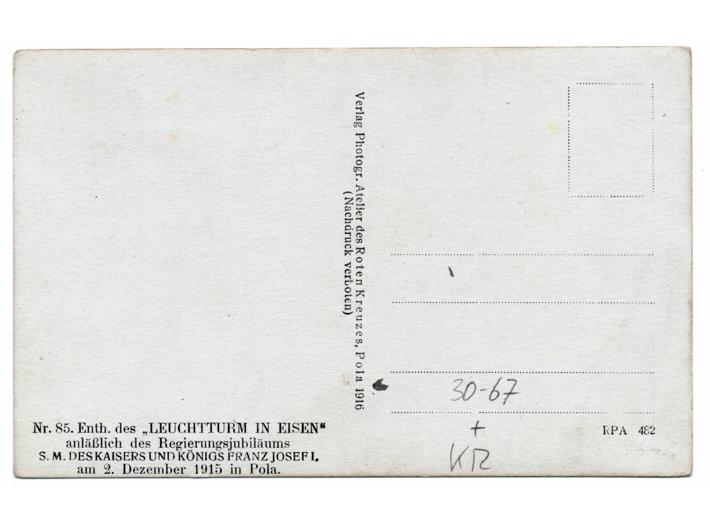 Nr. 85. Enth. des „LEUCHTTURM IN EISEN“
anläßlich des Regierungsjubiläums
S. M. DES KAISERS UND KÖNIGS FRANZ JOSEF I.
am 2. Dezember 1915 in Pola.
Verlag Photogr. Atelier des Roten Kreuzes, Pola 1916
(Nachdruck verboten)
30-67
+
KR
RPA 482